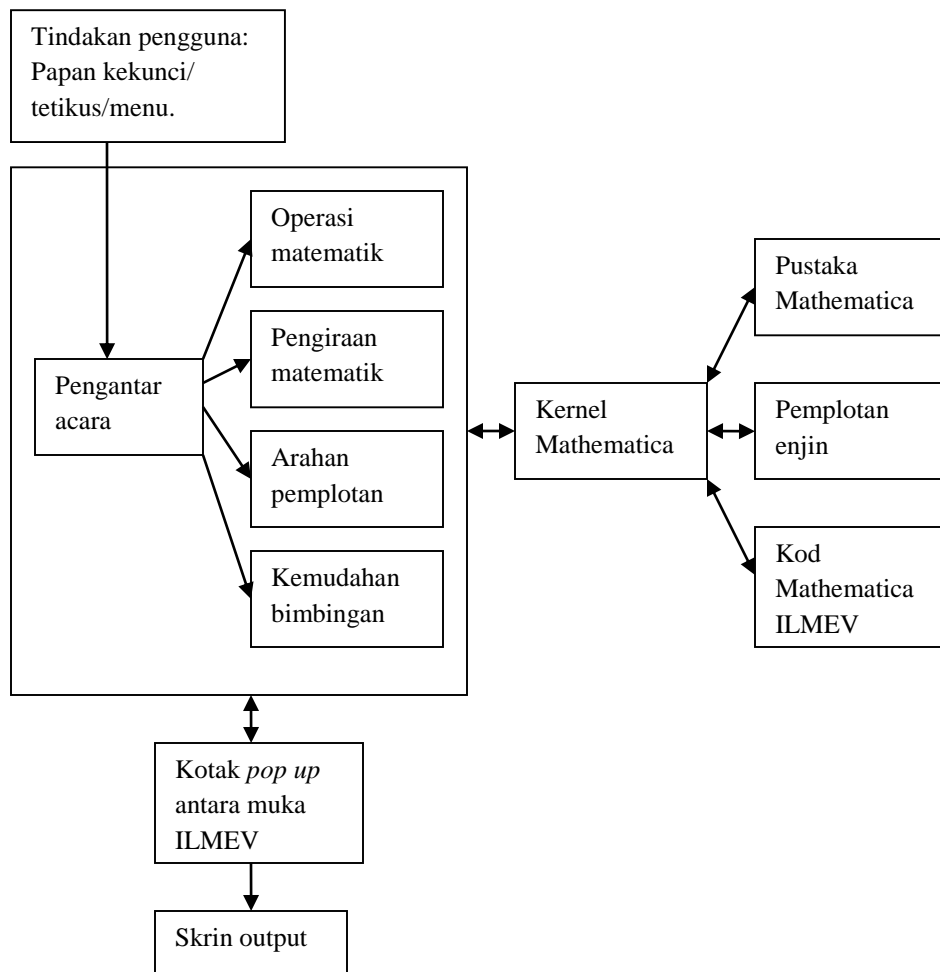 Tindakan pengguna:
Papan kekunci/
tetikus/menu.
Operasi
matematik
Pengiraan
matematik
Pengantar
acara
Arahan
pemplotan
Kemudahan
bimbingan
Kernel
Mathematica
Pustaka
Mathematica
Pemplotan
enjin
Kod
Mathematica
ILMEV
Kotak pop up
antara muka
ILMEV
Skrin output